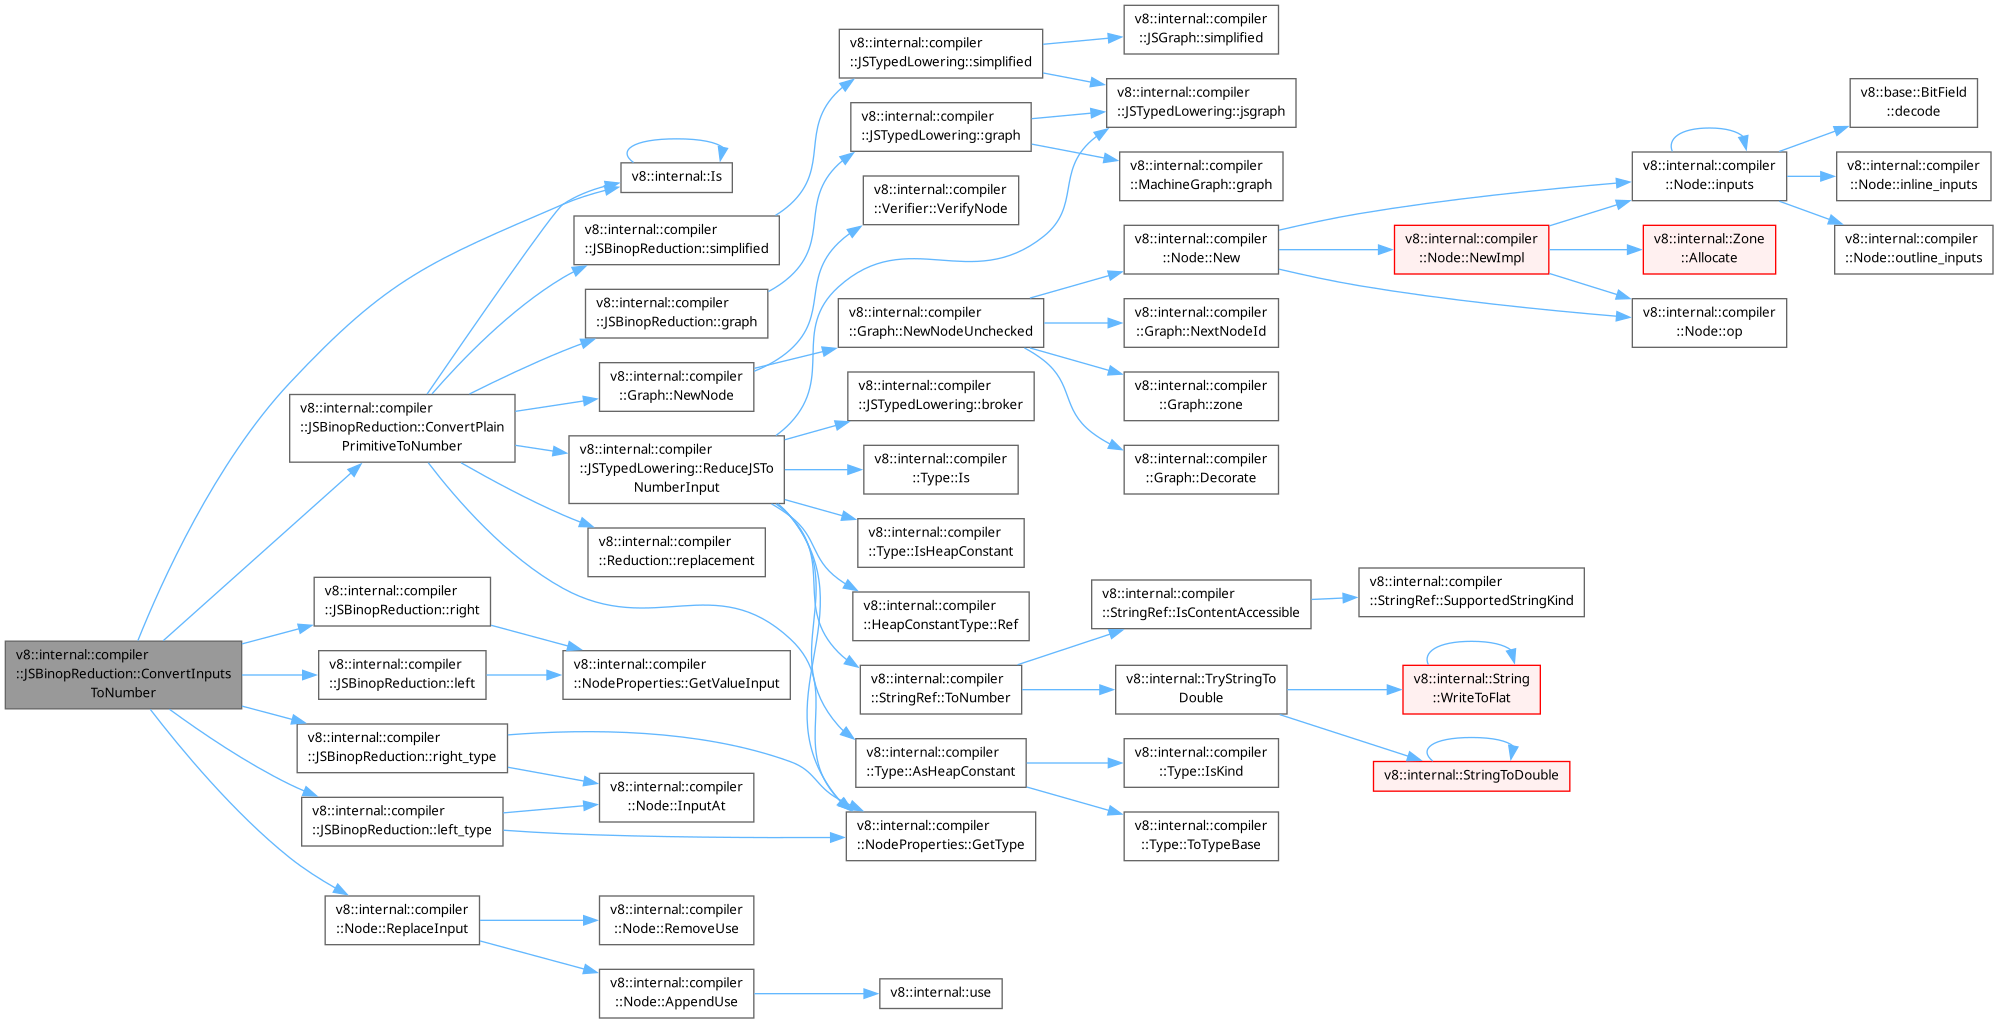 v8::internal::compiler
::JSBinopReduction::ConvertInputs
ToNumber
v8::internal::Is
v8::internal::compiler
::JSBinopReduction::ConvertPlain
PrimitiveToNumber
v8::internal::compiler
::JSBinopReduction::right
v8::internal::compiler
::JSBinopReduction::left
v8::internal::compiler
::JSBinopReduction::right_type
v8::internal::compiler
::JSBinopReduction::left_type
v8::internal::compiler
::Node::ReplaceInput
v8::internal::compiler
::JSBinopReduction::simplified
v8::internal::compiler
::JSBinopReduction::graph
v8::internal::compiler
::Graph::NewNode
v8::internal::compiler
::JSTypedLowering::ReduceJSTo
NumberInput
v8::internal::compiler
::Reduction::replacement
v8::internal::compiler
::NodeProperties::GetValueInput
v8::internal::compiler
::Node::InputAt
v8::internal::compiler
::Node::RemoveUse
v8::internal::compiler
::Node::AppendUse
v8::internal::compiler
::JSTypedLowering::simplified
v8::internal::compiler
::JSTypedLowering::graph
v8::internal::compiler
::Verifier::VerifyNode
v8::internal::compiler
::Graph::NewNodeUnchecked
v8::internal::compiler
::JSTypedLowering::broker
v8::internal::compiler
::Type::Is
v8::internal::compiler
::Type::IsHeapConstant
v8::internal::compiler
::HeapConstantType::Ref
v8::internal::compiler
::StringRef::ToNumber
v8::internal::compiler
::Type::AsHeapConstant
v8::internal::compiler
::NodeProperties::GetType
v8::internal::use
v8::internal::compiler
::JSGraph::simplified
v8::internal::compiler
::JSTypedLowering::jsgraph
v8::internal::compiler
::MachineGraph::graph
v8::internal::compiler
::Node::New
v8::internal::compiler
::Graph::NextNodeId
v8::internal::compiler
::Graph::zone
v8::internal::compiler
::Graph::Decorate
v8::internal::compiler
::StringRef::IsContentAccessible
v8::internal::TryStringTo
Double
v8::internal::compiler
::Type::IsKind
v8::internal::compiler
::Type::ToTypeBase
v8::internal::compiler
::Node::NewImpl
v8::internal::compiler
::StringRef::SupportedStringKind
v8::internal::String
::WriteToFlat
v8::internal::StringToDouble
v8::internal::compiler
::Node::inputs
v8::internal::Zone
::Allocate
v8::internal::compiler
::Node::op
v8::base::BitField
::decode
v8::internal::compiler
::Node::inline_inputs
v8::internal::compiler
::Node::outline_inputs